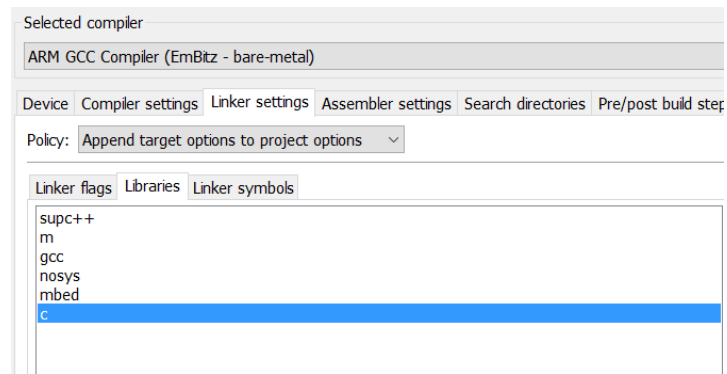 Selected compiler
ARM GCC Compiler (EmBitz - bare-metal)
Device Compiler settings Linker settings Assembler settings Search directories Pre/post build step
Policy: Append target options to project options
Linker flags Libraries Linker symbols
supc++
m
gcc
nosys
mbed
c